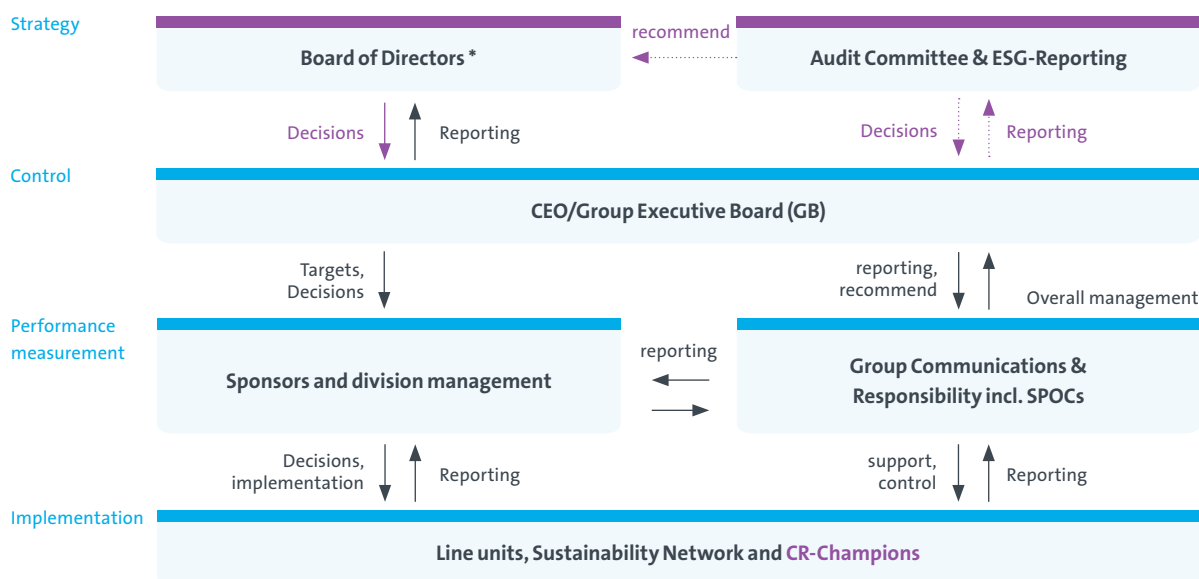 Strategy
Board of Directors *
recommend
Audit Committee & ESG-Reporting
Decisions
Reporting
Decisions
Reporting
Control
CEO/Group Executive Board (GB)
Targets,
Decisions
reporting,
recommend
Overall management
Performance
measurement
Sponsors and division management
reporting
Group Communications &
Responsibility incl. SPOCs
Decisions,
implementation
Reporting
support,
control
Reporting
Implementation
Line units, Sustainability Network and CR-Champions